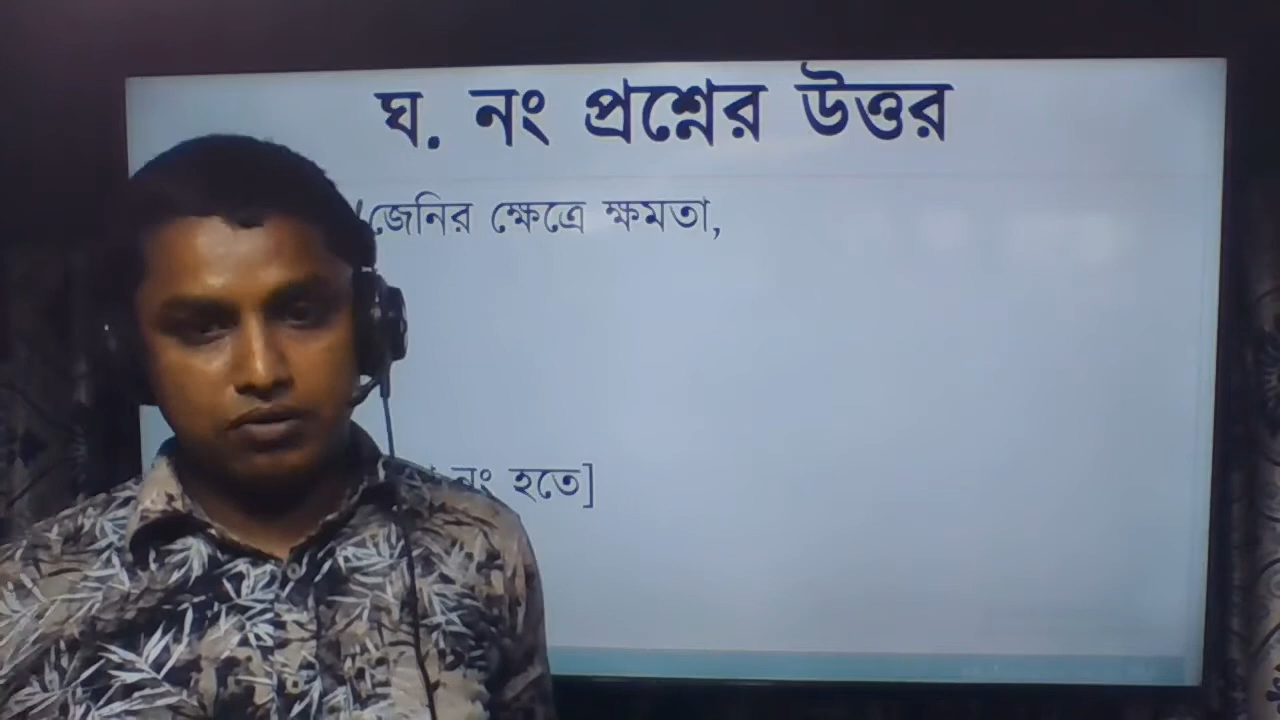 ঘ. নং প্রশ্নের উত্তর
জেনির ক্ষেত্রে ক্ষমতা,
নং হতে]